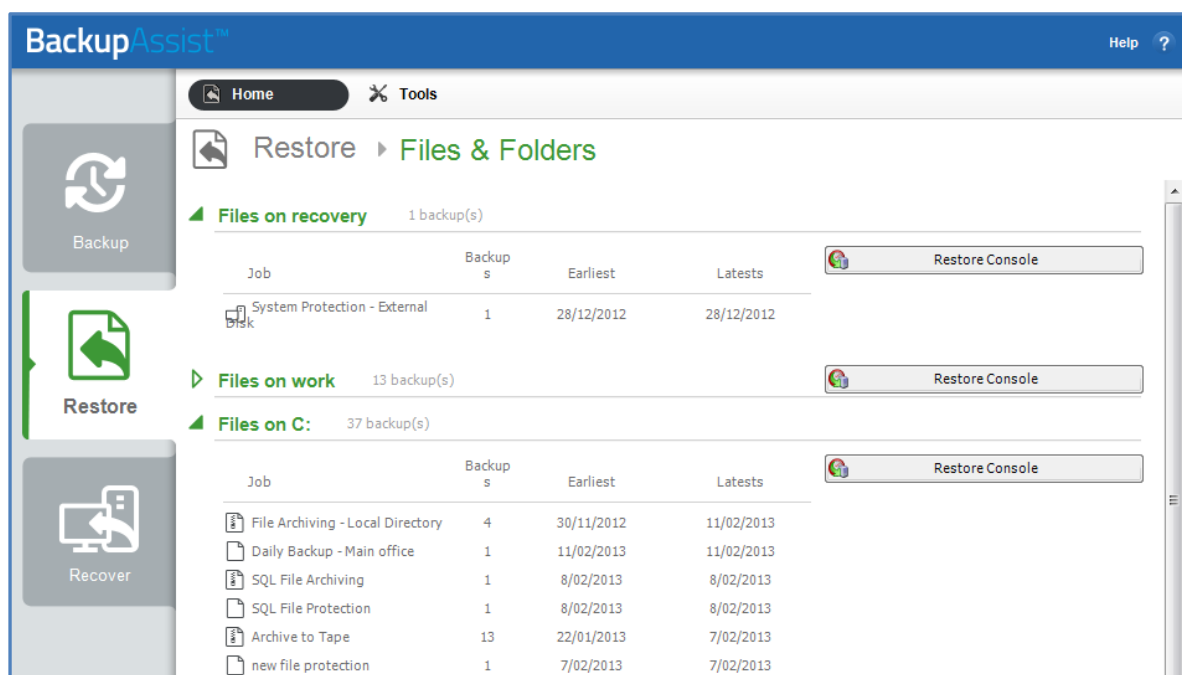 BackupAssist™
Help ?
Home Tools
Restore Files & Folders
Backup
Restore
Recover
Files on recovery 1 backup(s)
Restore Console
Job Backup
s Earliest Latests
System Protection - External
Disk 1 28/12/2012 28/12/2012
Files on work 13 backup(s)
Restore Console
Files on C: 37 backup(s)
Restore Console
Job Backup
s Earliest Latests
File Archiving - Local Directory 4 30/11/2012 11/02/2013
Daily Backup - Main office 1 11/02/2013 11/02/2013
SQL File Archiving 1 8/02/2013 8/02/2013
SQL File Protection 1 8/02/2013 8/02/2013
Archive to Tape 13 22/01/2013 7/02/2013
new file protection 1 7/02/2013 7/02/2013